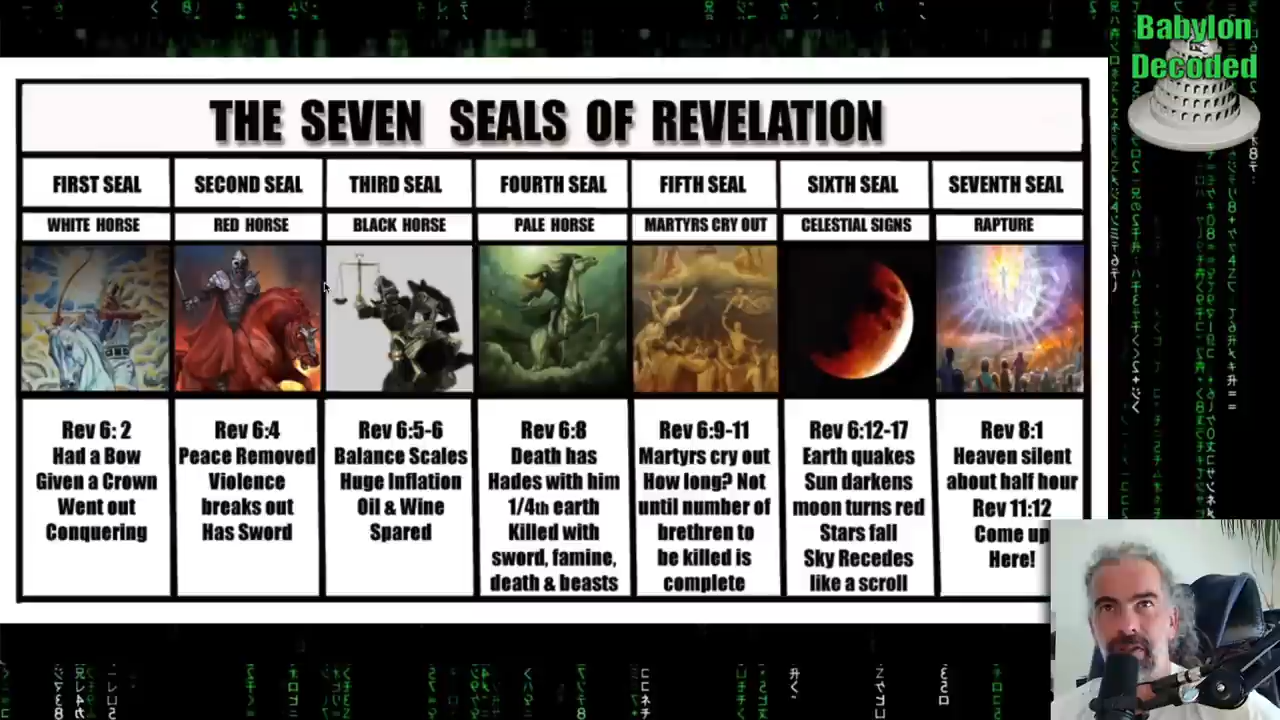 Babylon
Decoded
THE SEVEN SEALS OF REVELATION
FIRST SEAL
SECOND SEAL
THIRD SEAL
FOURTH SEAL
FIFTH SEAL
SIXTH SEAL
SEVENTH SEAL
WHITE HORSE
RED HORSE
BLACK HORSE
PALE HORSE
MARTYRS CRY OUT
CELESTIAL SIGNS
RAPTURE
Rev 6: 2
Had a Bow
Given a Crown
Went out
Conquering
Rev 6:4
Peace Removed
Violence
breaks out
Has Sword
Rev 6:5-6
Balance Scales
Huge Inflation
Oil & Wine
Spared
Rev 6:8
Death has
Hades with him
1/4th earth
Killed with
sword, famine,
death & beasts
Rev 6:9-11
Martyrs cry out
How long? Not
until number of
brethren to
be killed is
complete
Rev 6:12-17
Earth quakes
Sun darkens
moon turns red
Stars fall
Sky Recedes
like a scroll
Rev 8:1
Heaven silent
about half hour
Rev 11:12
Come up
Here!